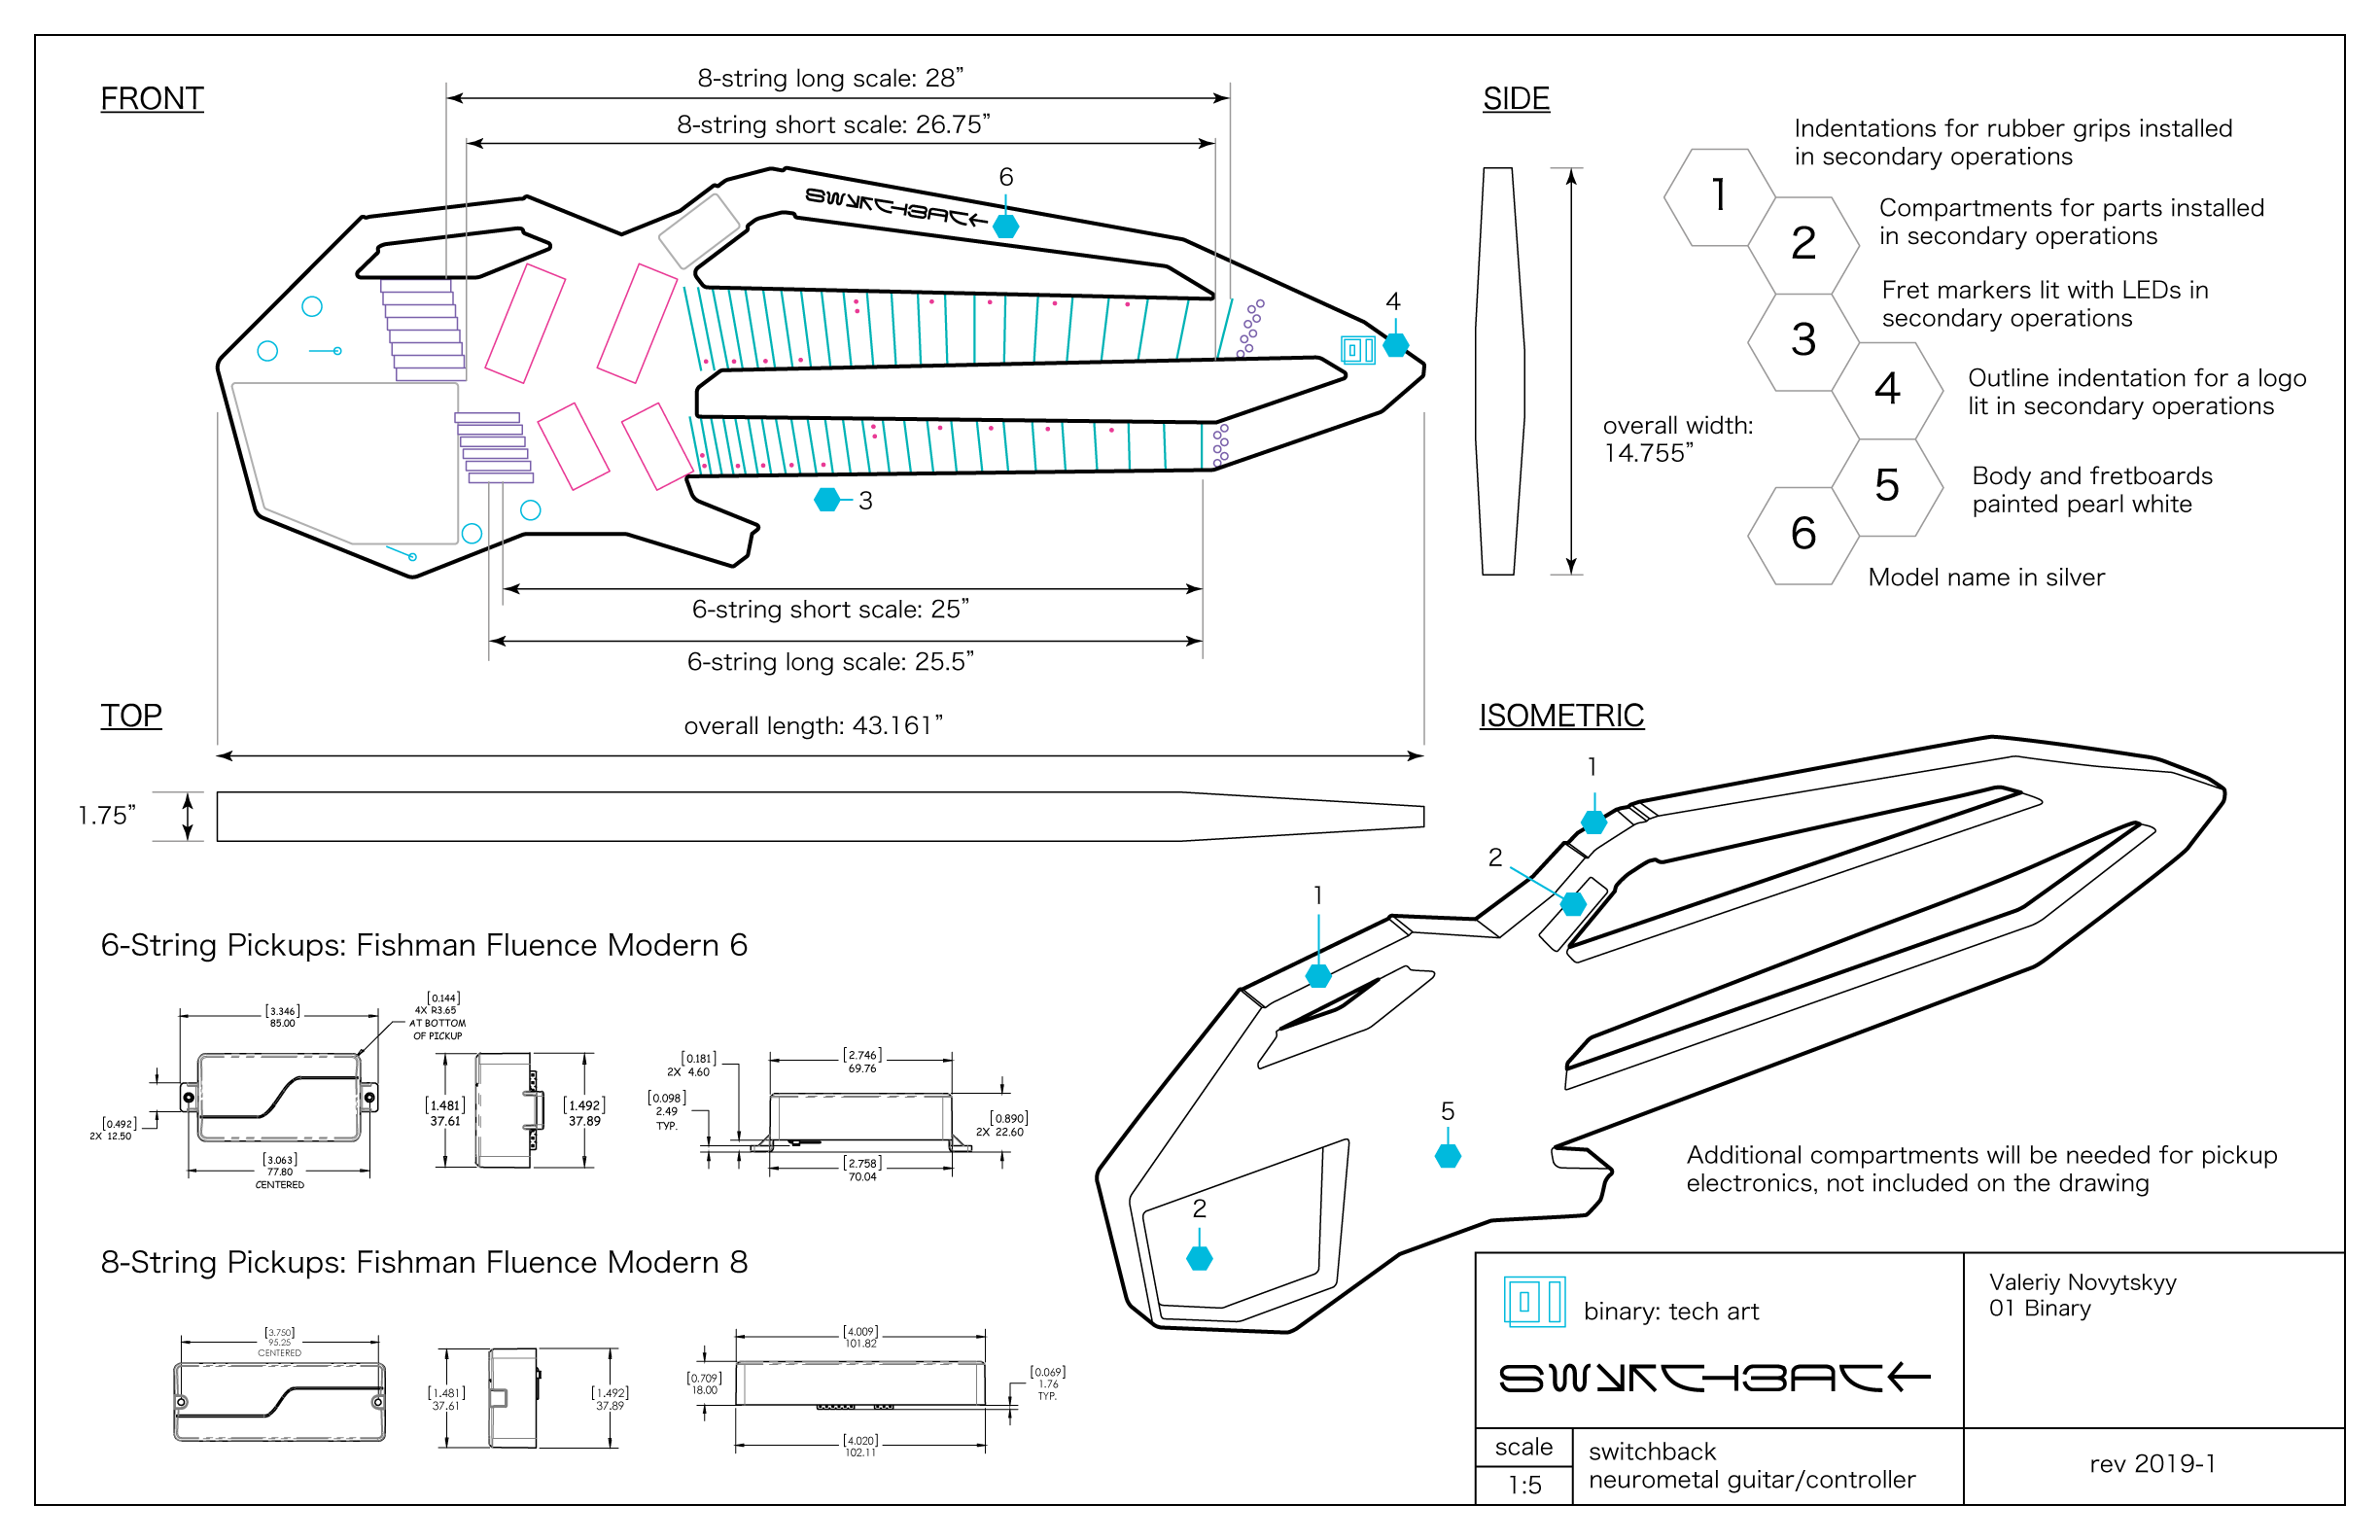 FRONT
8-string long scale: 28”
8-string short scale: 26.75”
6
SWYTCHBACK
4
3
6-string short scale: 25”
6-string long scale: 25.5”
overall length: 43.161”
SIDE
overall width:
14.755”
1
Indentations for rubber grips installed
in secondary operations
2
Compartments for parts installed
in secondary operations
3
Fret markers lit with LEDs in
secondary operations
4
Outline indentation for a logo
lit in secondary operations
5
Body and fretboards
painted pearl white
6
Model name in silver
TOP
1.75”
ISOMETRIC
1
2
1
5
2
Additional compartments will be needed for pickup
electronics, not included on the drawing
6-String Pickups: Fishman Fluence Modern 6
[3.346]
85.00
[0.144]
4X R3.65
AT BOTTOM
OF PICKUP
[0.492]
2X 12.50
[3.063]
77.80
CENTERED
[1.481]
37.61
[1.492]
37.89
[0.181]
2X 4.60
[0.098]
2.49
TYP.
[2.746]
69.76
[0.890]
2X 22.60
[2.758]
70.04
8-String Pickups: Fishman Fluence Modern 8
[3.750]
95.25
CENTERED
[1.481]
37.61
[1.492]
37.89
[4.009]
101.82
[0.709]
18.00
[0.069]
1.76
TYP.
[4.020]
102.11
binary: tech art
SWYTCHBACK
Valeriy Novytskyy
01 Binary
scale
1:5
switchback
neurometal guitar/controller
rev 2019-1